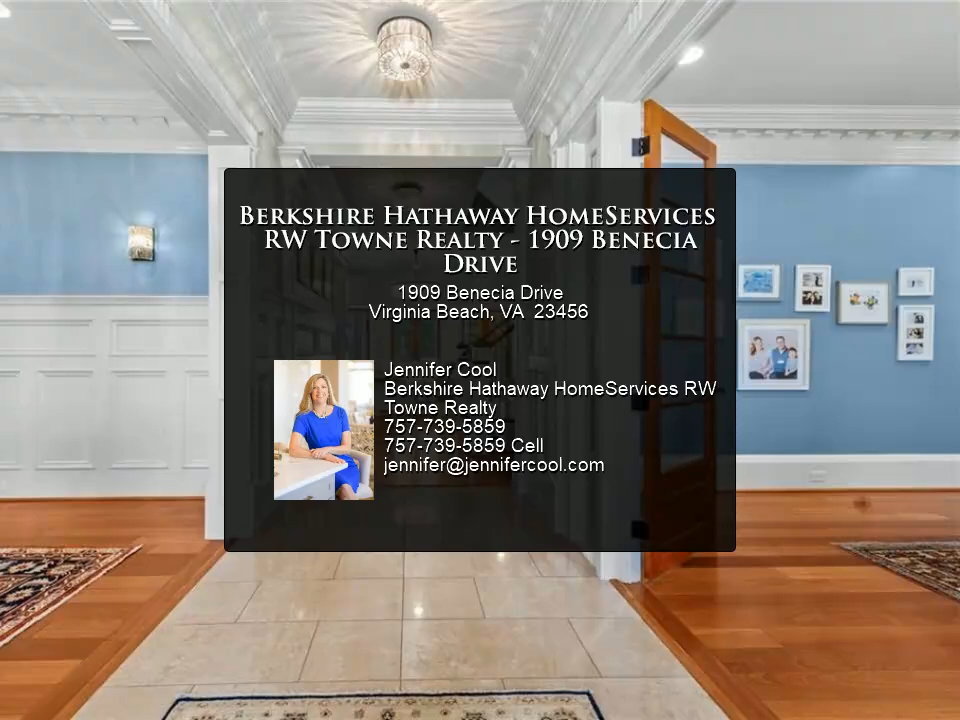 Berkshire Hathaway HomeServices
RW Towne Realty - 1909 Benecia
Drive
1909 Benecia Drive
Virginia Beach, VA  23456
Jennifer Cool
Berkshire Hathaway HomeServices RW
Towne Realty
757-739-5859
757-739-5859 Cell
jennifer@jennifercool.com